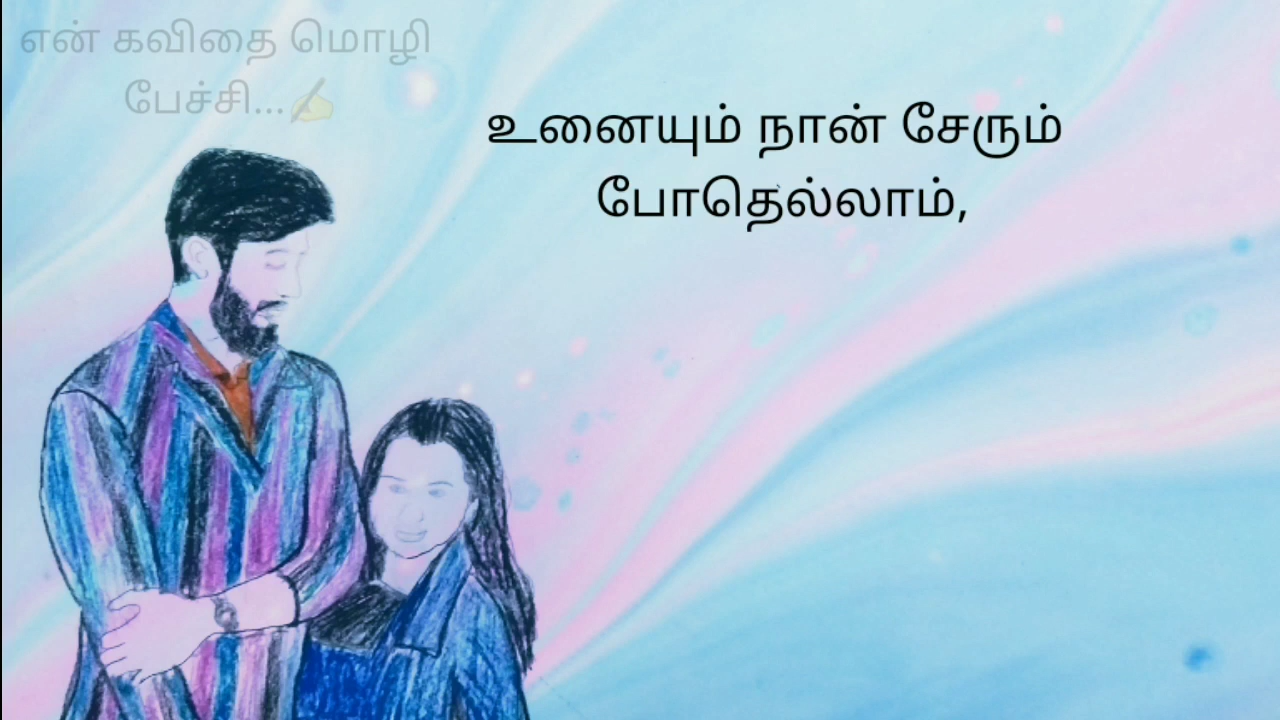 என் கவிதை மொழி
பேச்சி...✍
உனையும் நான் சேரும்
போதெல்லாம்,